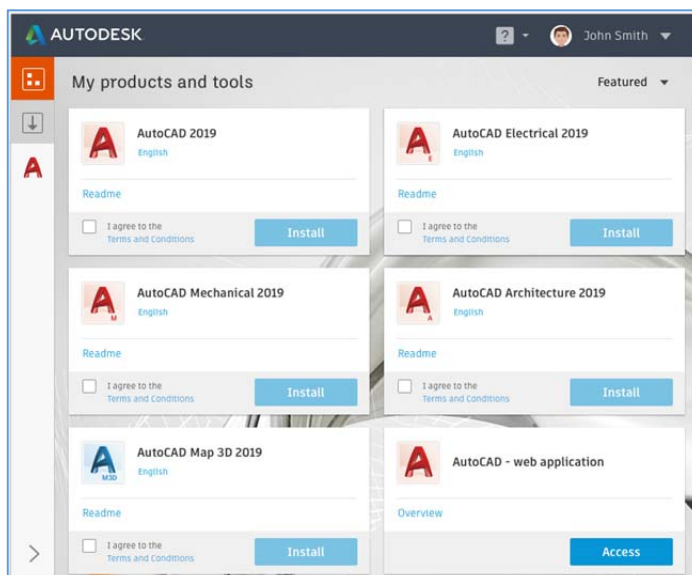 AUTODESK
?
John Smith
My products and tools
Featured
AutoCAD 2019
English
Readme
I agree to the
Terms and Conditions
Install
AutoCAD Electrical 2019
E
English
Readme
I agree to the
Terms and Conditions
Install
AutoCAD Mechanical 2019
M
English
Readme
I agree to the
Terms and Conditions
Install
AutoCAD Architecture 2019
A
English
Readme
I agree to the
Terms and Conditions
Install
AutoCAD Map 3D 2019
M3D
English
Readme
I agree to the
Terms and Conditions
Install
AutoCAD - web application
Overview
Access